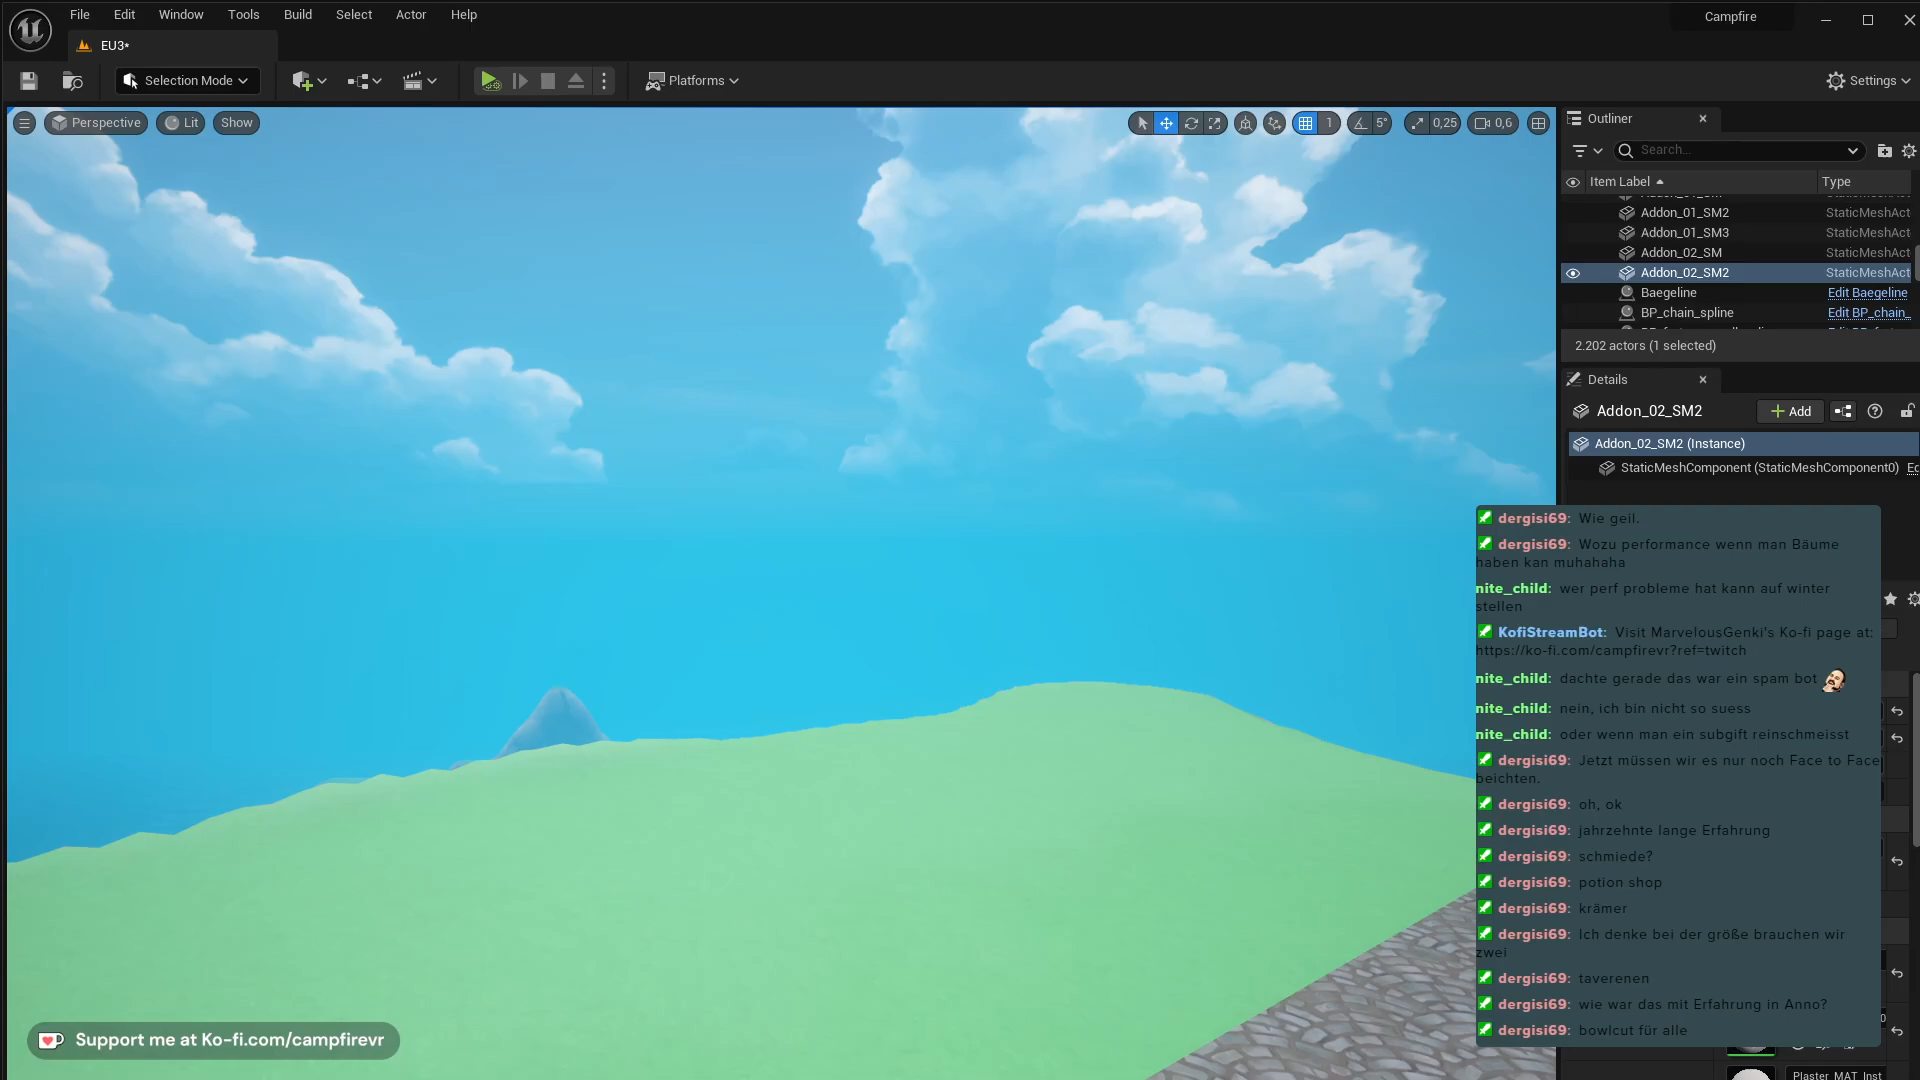 File Edit Window Tools Build Select Actor Help
Campfire
EU3*
Selection Mode
Platforms
Settings
Perspective Lit Show
1 5° 0,25 0,6
Outliner
Search...
Item Label Type
Addon_01_SM2 StaticMeshAct
Addon_01_SM3 StaticMeshAct
Addon_02_SM StaticMeshAct
Addon_02_SM2 StaticMeshAct
Baegeline Edit Baegeline
BP_chain_spline Edit BP_chain_
2.202 actors (1 selected)
Details
Addon_02_SM2
Add
Addon_02_SM2 (Instance)
StaticMeshComponent (StaticMeshComponent0) Ec
dergisi69: Wie geil.
dergisi69: Wozu performance wenn man Bäume
haben kan muhahaha
nite_child: wer perf probleme hat kann auf winter
stellen
KofiStreamBot: Visit MarvelousGenki's Ko-fi page at:
https://ko-fi.com/campfirevr?ref=twitch
nite_child: dachte gerade das war ein spam bot
nite_child: nein, ich bin nicht so suess
nite_child: oder wenn man ein subgift reinschmeisst
dergisi69: Jetzt müssen wir es nur noch Face to Face
beichten.
dergisi69: oh, ok
dergisi69: jahrzehnte lange Erfahrung
dergisi69: schmiede?
dergisi69: potion shop
dergisi69: krämer
dergisi69: Ich denke bei der größe brauchen wir
zwei
dergisi69: taverenen
dergisi69: wie war das mit Erfahrung in Anno?
dergisi69: bowlcut für alle
Support me at Ko-fi.com/campfirevr
Plaster_MAT_Inst